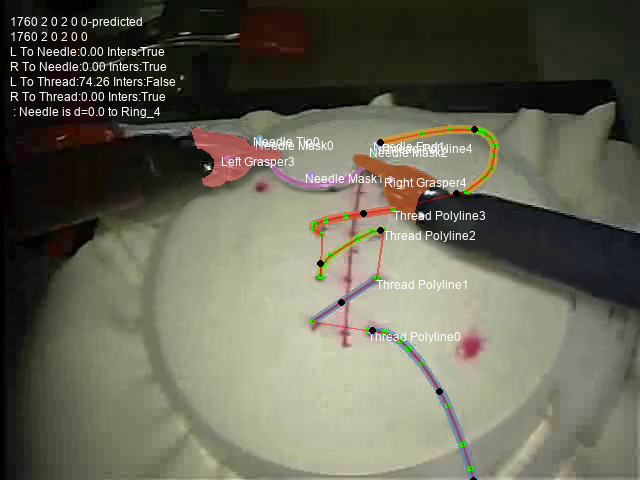 1760 2 0 2 0 0-predicted
1760 2 0 2 0 0
L To Needle:0.00 Inters:True
R To Needle:0.00 Inters:True
L To Thread:74.26 Inters:False
R To Thread:0.00 Inters:True
: Needle is d=0.0 to Ring_4
Needle Tip0
Needle Mask0
Needle End1
Needle Mask2
Left Grasper3
Needle Mask1
Right Grasper4
Thread Polyline3
Thread Polyline2
Thread Polyline1
Thread Polyline0